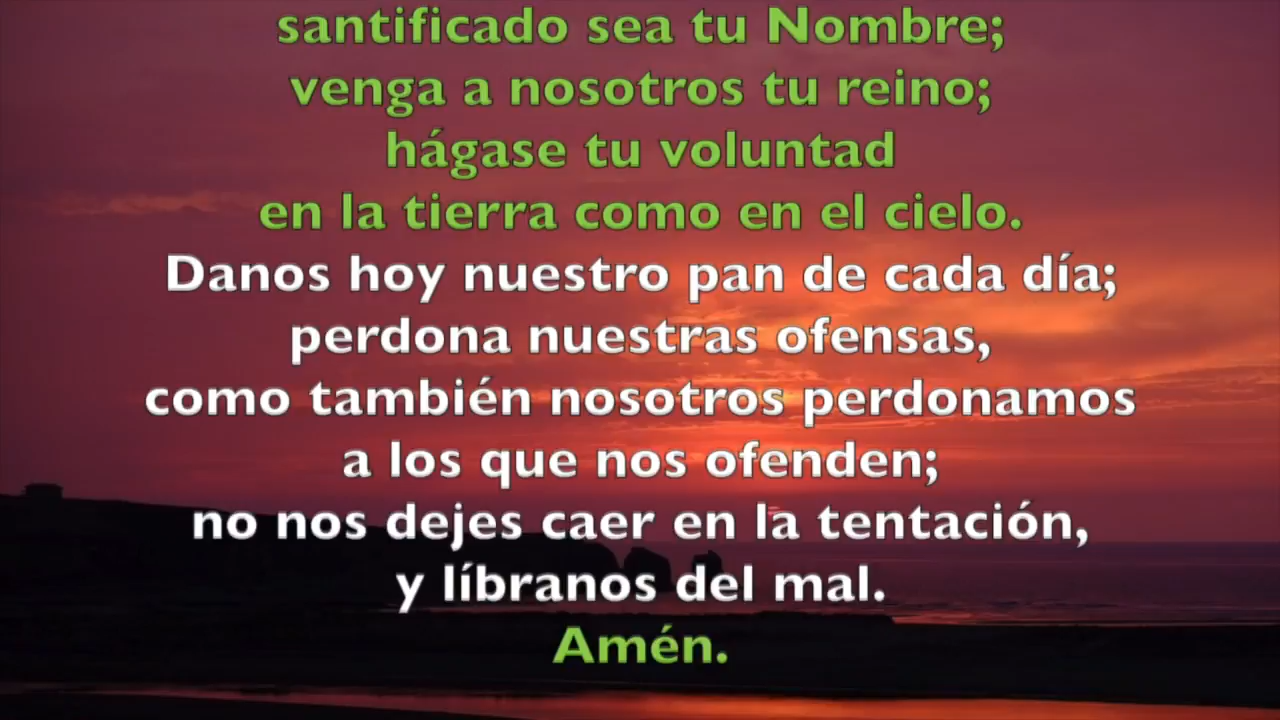 santificado sea tu Nombre;
venga a nosotros tu reino;
hágase tu voluntad
en la tierra como en el cielo.
Danos hoy nuestro pan de cada día;
perdona nuestras ofensas,
como también nosotros perdonamos
a los que nos ofenden;
no nos dejes caer en la tentación,
y líbranos del mal.
Amén.